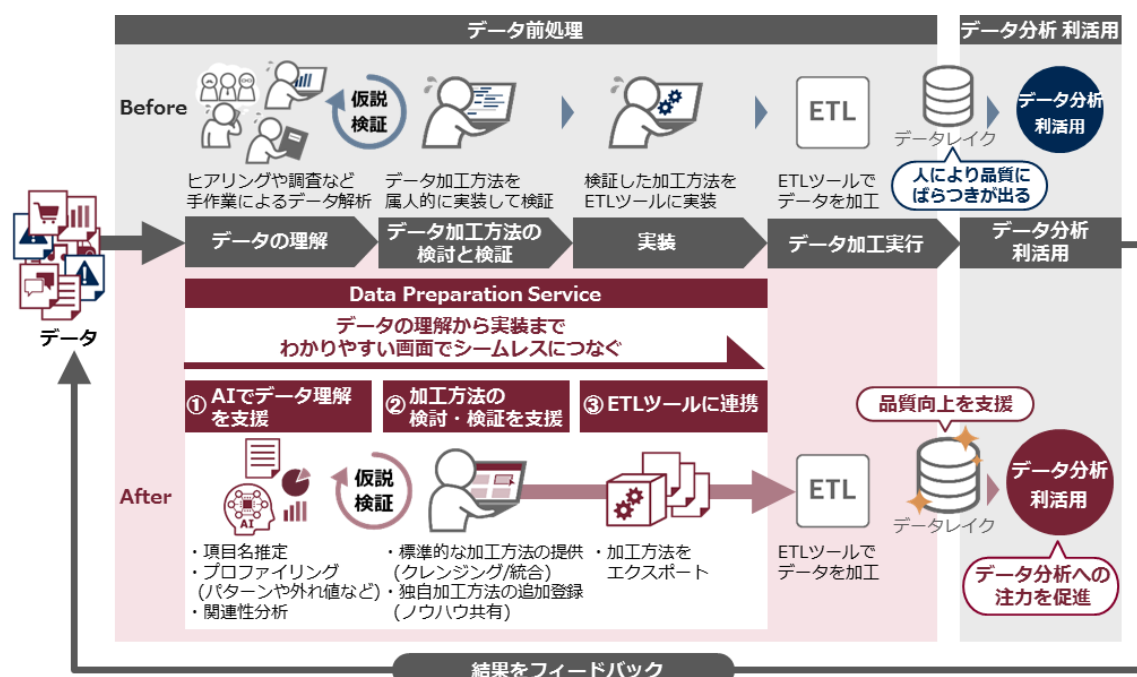 データ前処理
データ分析 利活用
Before
仮説
検証
ETL
データレイク
データ分析
利活用
人により品質に
ばらつきが出る
ヒアリングや調査など
手作業によるデータ解析
データ加工方法を
属人的に実装して検証
検証した加工方法を
ETLツールに実装
ETLツールで
データを加工
データ
データの理解
データ加工方法の
検討と検証
実装
データ加工実行
データ分析
利活用
Data Preparation Service
データの理解から実装まで
わかりやすい画面でシームレスにつなぐ
① AIでデータ理解
を支援
② 加工方法の
検討・検証を支援
③ ETLツールに連携
After
AI
仮説
検証
ETL
品質向上を支援
データレイク
データ分析
利活用
・項目名推定
・プロファイリング
(パターンや外れ値など)
・関連性分析
・標準的な加工方法の提供
(クレンジング/統合)
・独自加工方法の追加登録
(ノウハウ共有)
・加工方法を
エクスポート
ETLツールで
データを加工
データ分析への
注力を促進
結果をフィードバック